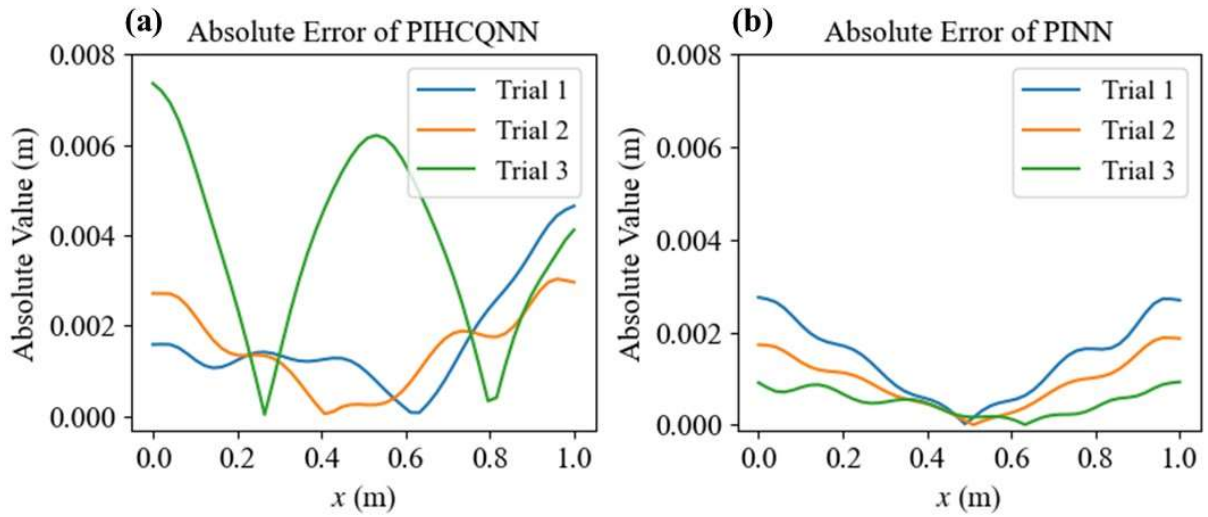 (a)
Absolute Error of PIHCQNN
0.008
0.006
0.004
0.002
0.000
Absolute Value (m)
Trial 1
Trial 2
Trial 3
0.0 0.2 0.4 0.6 0.8 1.0
x (m)
(b)
Absolute Error of PINN
0.008
0.006
0.004
0.002
0.000
Absolute Value (m)
Trial 1
Trial 2
Trial 3
0.0 0.2 0.4 0.6 0.8 1.0
x (m)